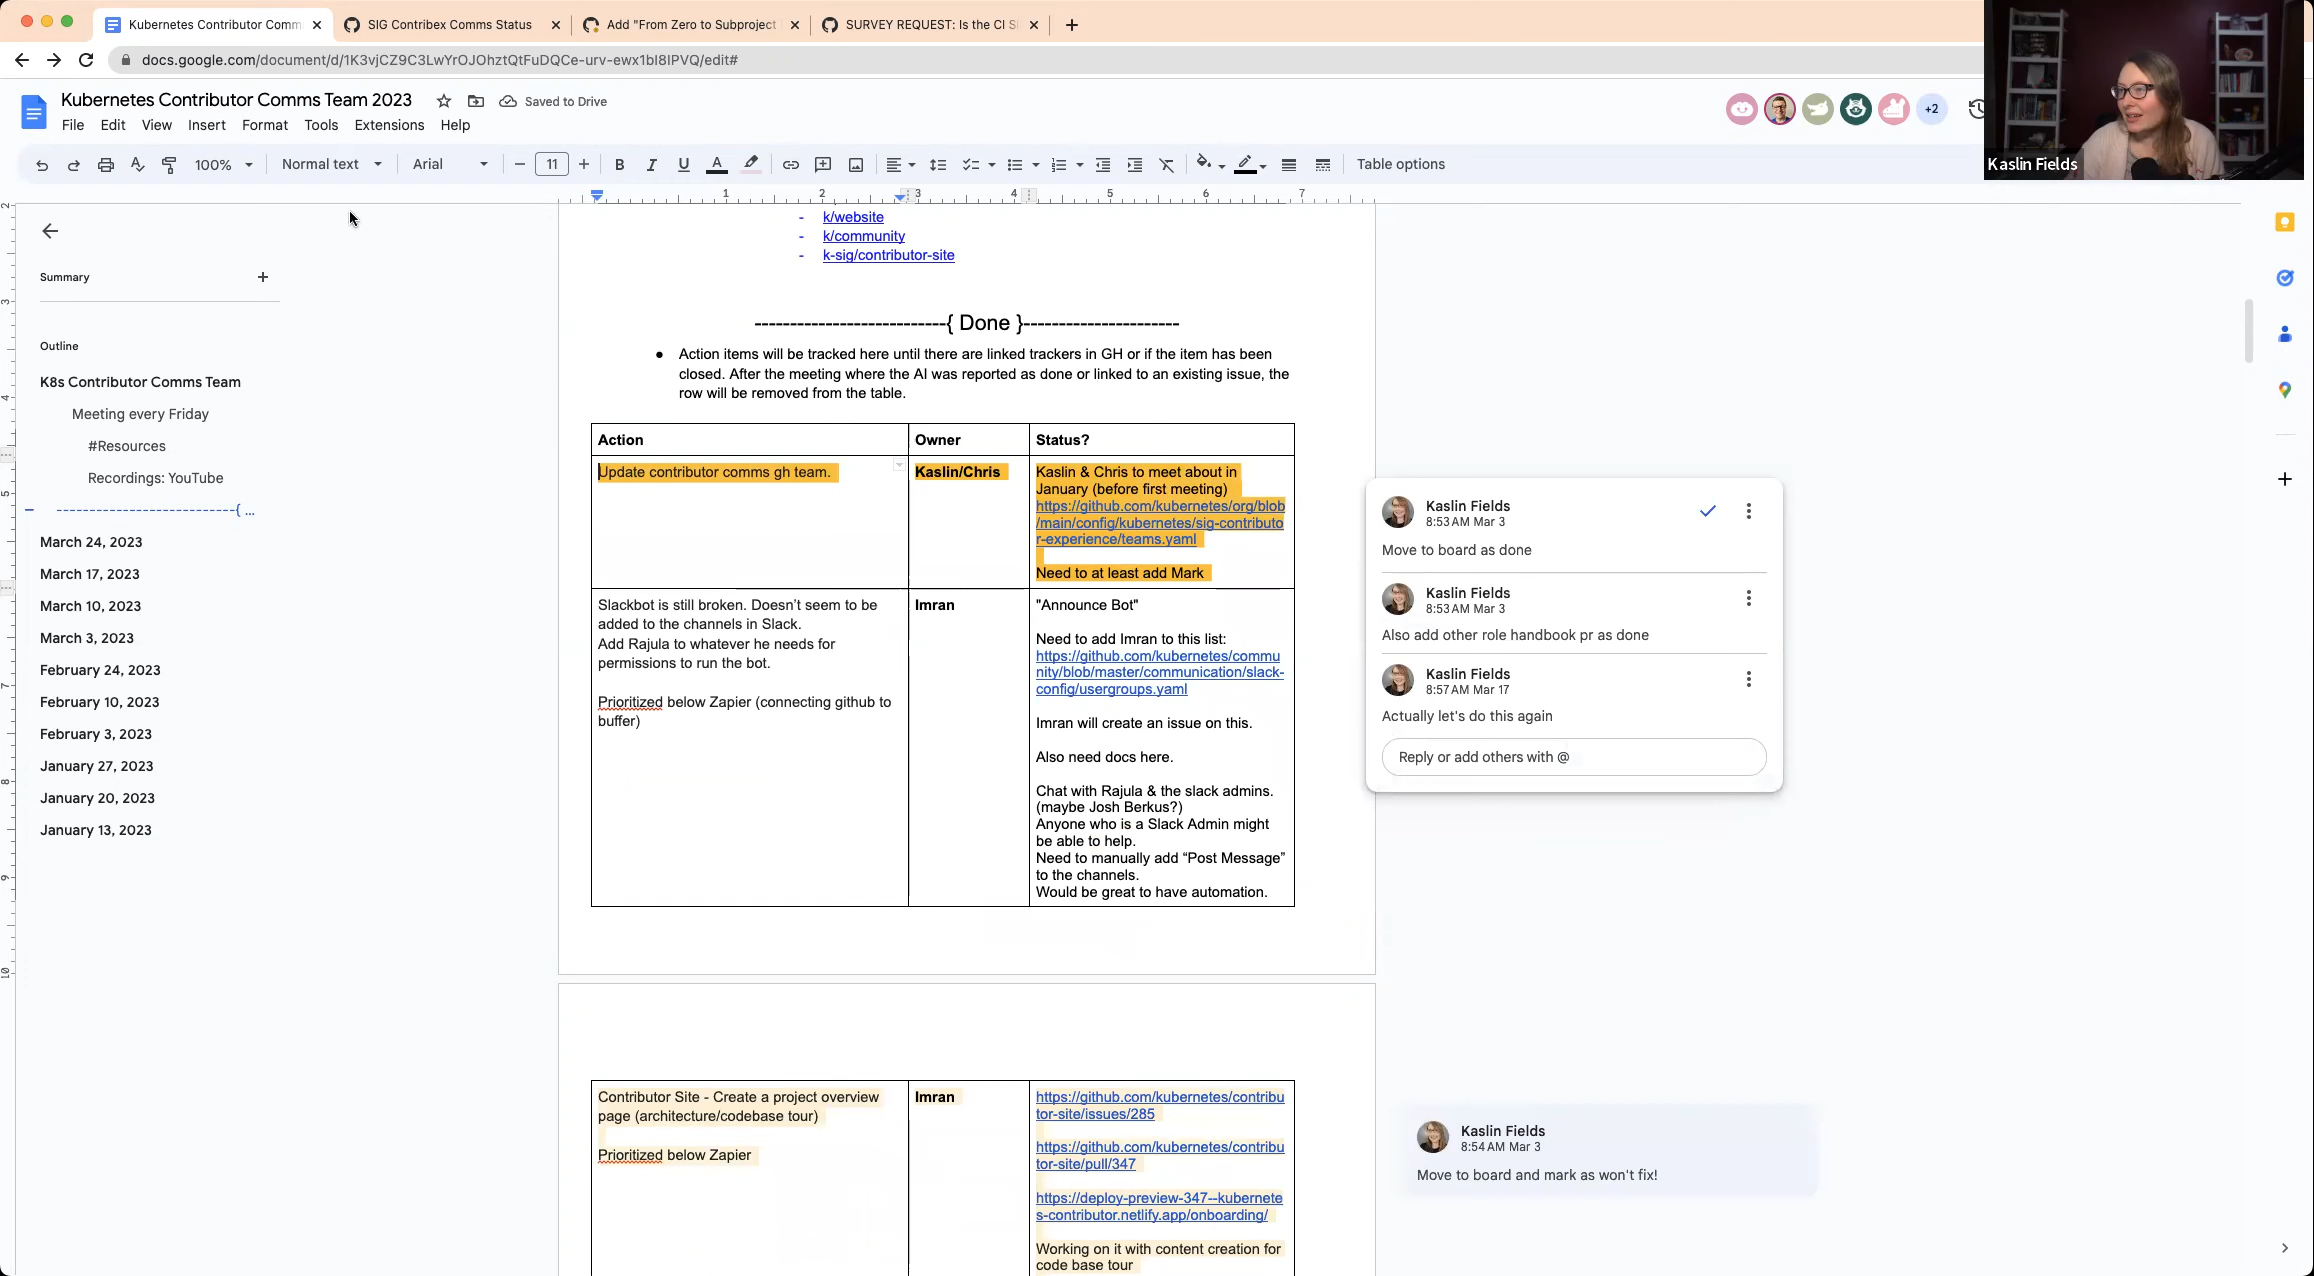 Kubernetes Contributor Comm
SIG Contribex Comms Status
Add "From Zero to Subproject
SURVEY REQUEST: Is the CI S
docs.google.com/document/d/1K3vjCZ9C3LwYrOJOhztQtFuDQCe-urv-ewx1bI8IPVQ/edit#
Kubernetes Contributor Comms Team 2023
Saved to Drive
File Edit View Insert Format Tools Extensions Help
+2
Kaslin Fields
100% Normal text Arial 11 Table options
1 2 3 4 5 6 7
Summary
Outline
K8s Contributor Comms Team
Meeting every Friday
#Resources
Recordings: YouTube
---------------------------{ ...
March 24, 2023
March 17, 2023
March 10, 2023
March 3, 2023
February 24, 2023
February 10, 2023
February 3, 2023
January 27, 2023
January 20, 2023
January 13, 2023
2
3
4
5
7
8
9
10
- k/website
- k/community
- k-sig/contributor-site
---------------------------{ Done }----------------------
● Action items will be tracked here until there are linked trackers in GH or if the item has been
closed. After the meeting where the AI was reported as done or linked to an existing issue, the
row will be removed from the table.
Action Owner Status?
Update contributor comms gh team.
Kaslin/Chris
Kaslin & Chris to meet about in
January (before first meeting)
https://github.com/kubernetes/org/blob
/main/config/kubernetes/sig-contributo
r-experience/teams.yaml
Need to at least add Mark
Slackbot is still broken. Doesn't seem to be
added to the channels in Slack.
Add Rajula to whatever he needs for
permissions to run the bot.
Prioritized below Zapier (connecting github to
buffer)
Imran
"Announce Bot"
Need to add Imran to this list:
https://github.com/kubernetes/commu
nity/blob/master/communication/slack-
config/usergroups.yaml
Imran will create an issue on this.
Also need docs here.
Chat with Rajula & the slack admins.
(maybe Josh Berkus?)
Anyone who is a Slack Admin might
be able to help.
Need to manually add “Post Message”
to the channels.
Would be great to have automation.
Contributor Site - Create a project overview
page (architecture/codebase tour)
Prioritized below Zapier
Imran
https://github.com/kubernetes/contribu
tor-site/issues/285
https://github.com/kubernetes/contribu
tor-site/pull/347
https://deploy-preview-347--kubernete
s-contributor.netlify.app/onboarding/
Working on it with content creation for
code base tour
Kaslin Fields
8:53 AM Mar 3
Move to board as done
Kaslin Fields
8:53 AM Mar 3
Also add other role handbook pr as done
Kaslin Fields
8:57 AM Mar 17
Actually let's do this again
Reply or add others with @
Kaslin Fields
8:54 AM Mar 3
Move to board and mark as won't fix!